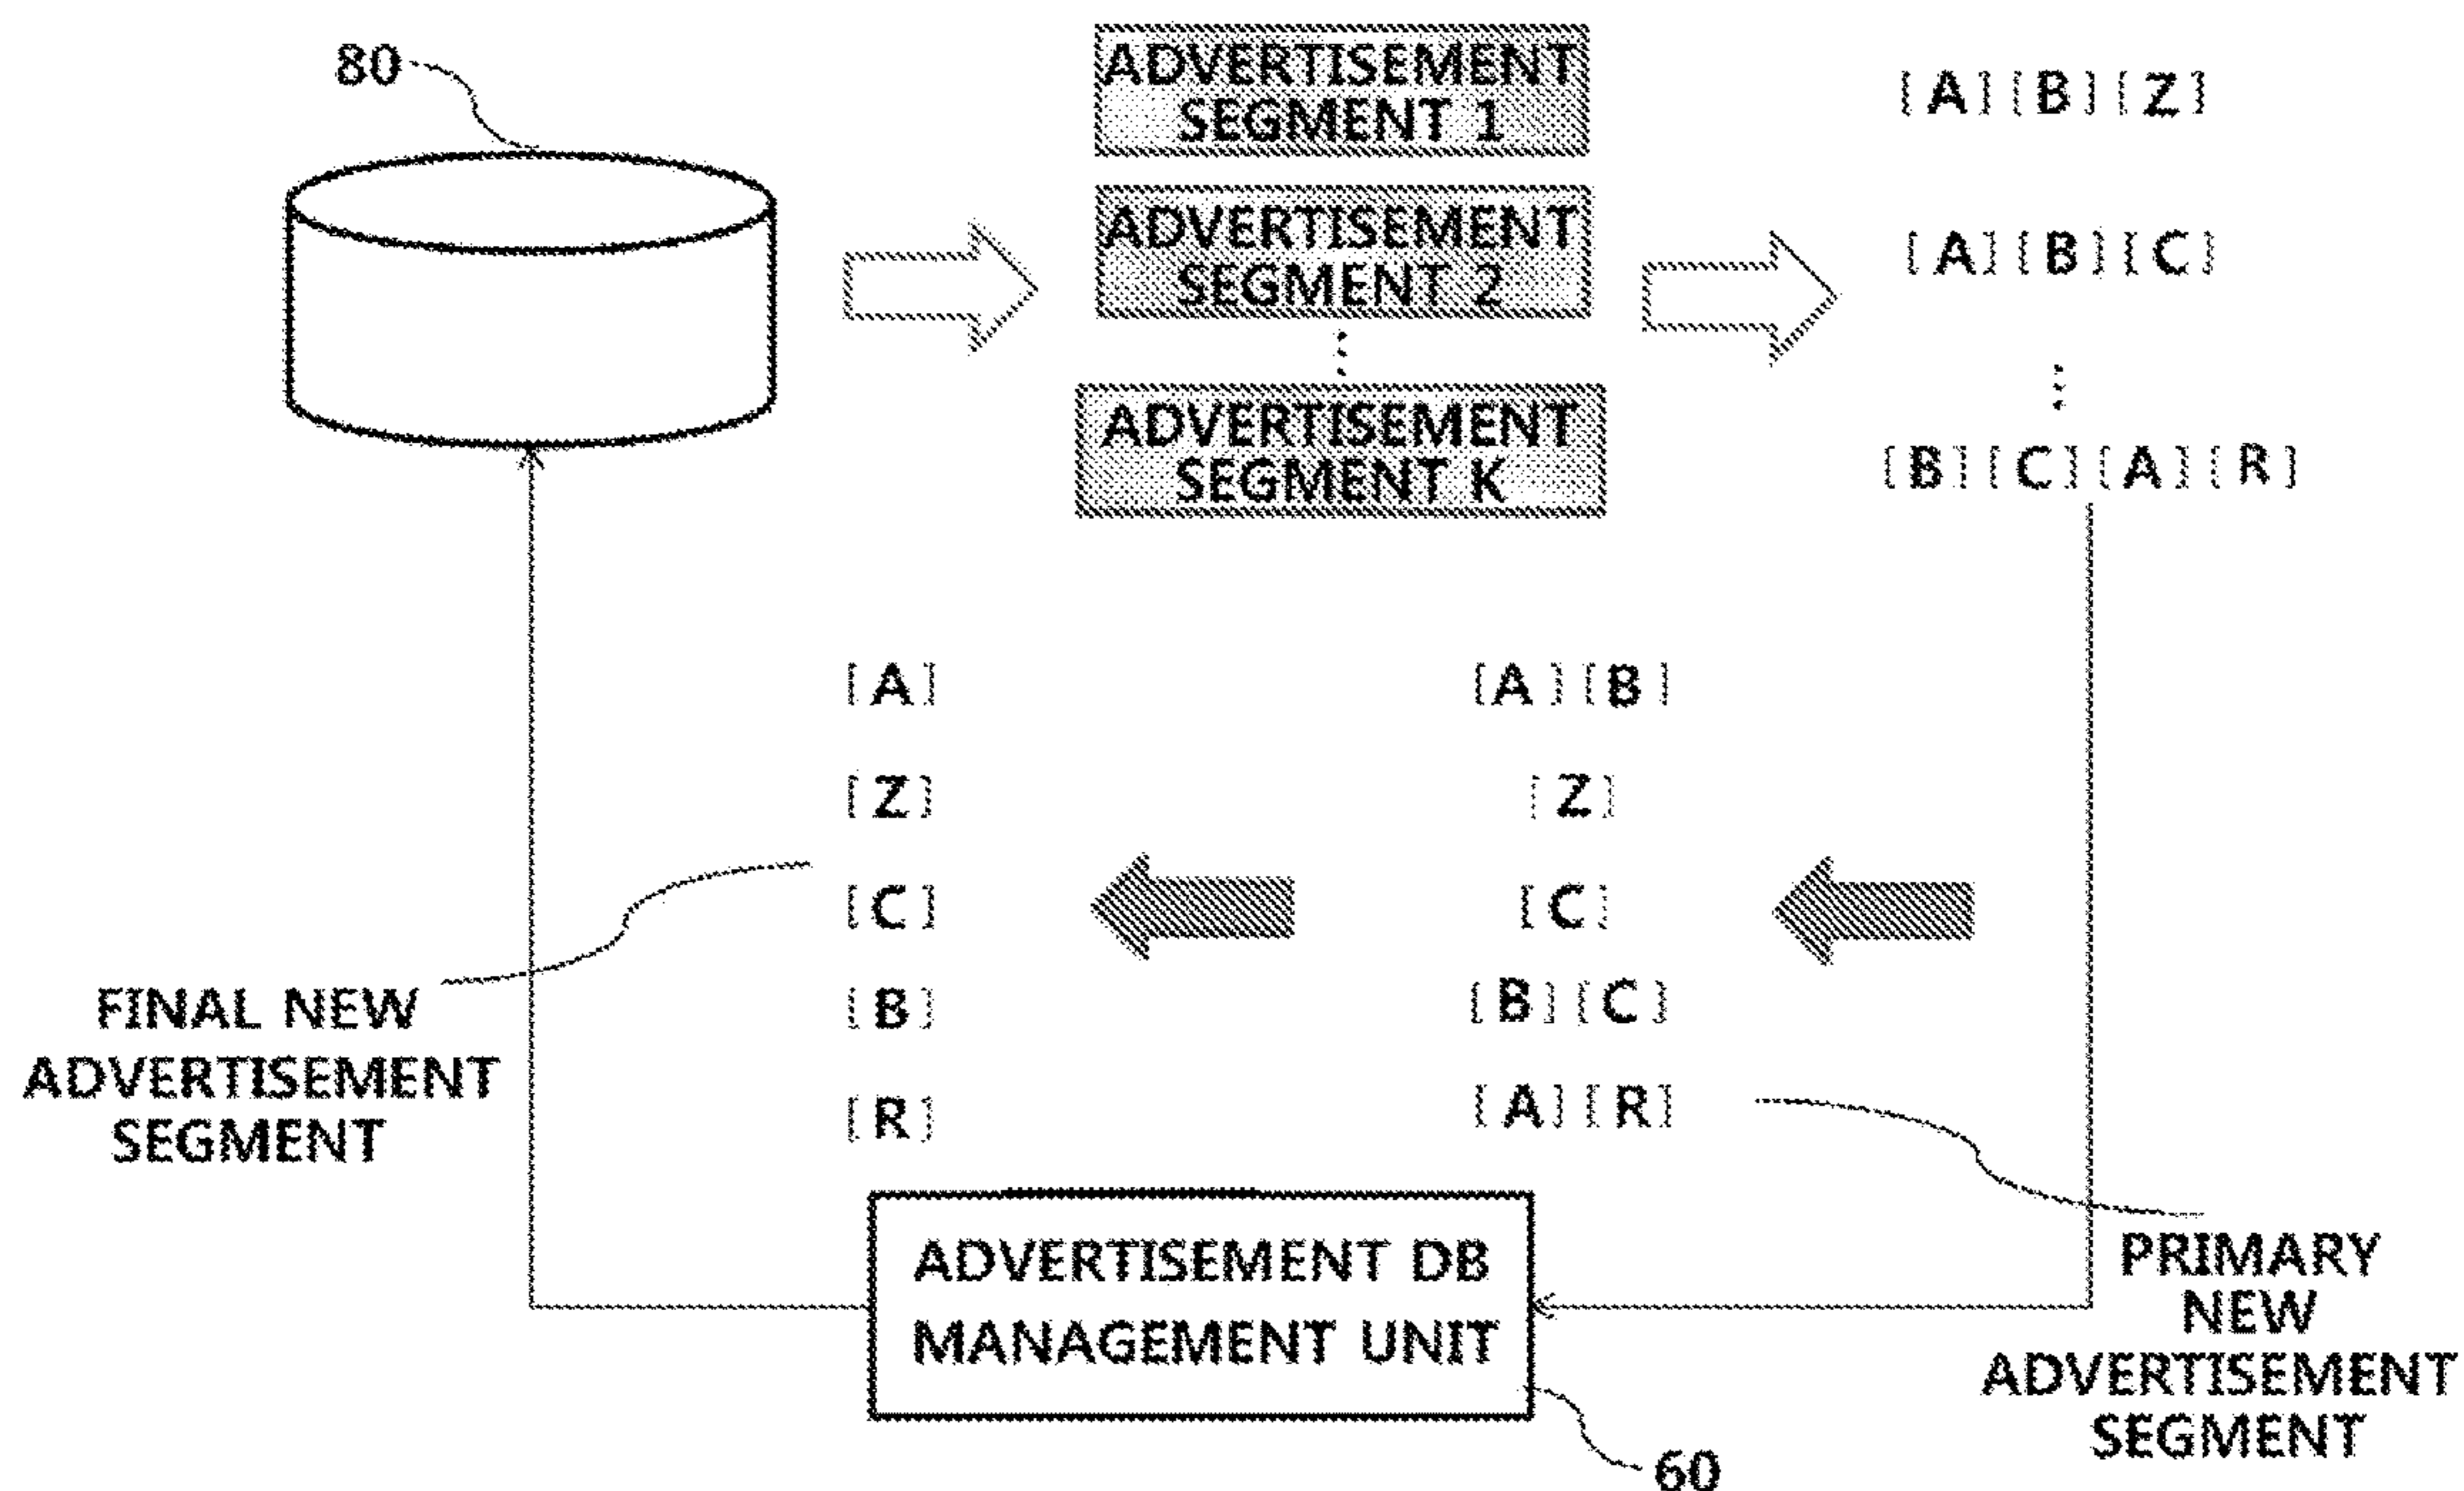 80
ADVERTISEMENT
SEGMENT 1
[A][B][Z]
ADVERTISEMENT
SEGMENT 2
[A][B][C]
⋮
⋮
ADVERTISEMENT
SEGMENT K
[B][C][A][R]
[A]
[A][B]
[Z]
[Z]
[C]
[C]
[B]
[B][C]
[R]
[A][R]
FINAL NEW
ADVERTISEMENT
SEGMENT
ADVERTISEMENT DB
MANAGEMENT UNIT
PRIMARY
NEW
ADVERTISEMENT
SEGMENT
60